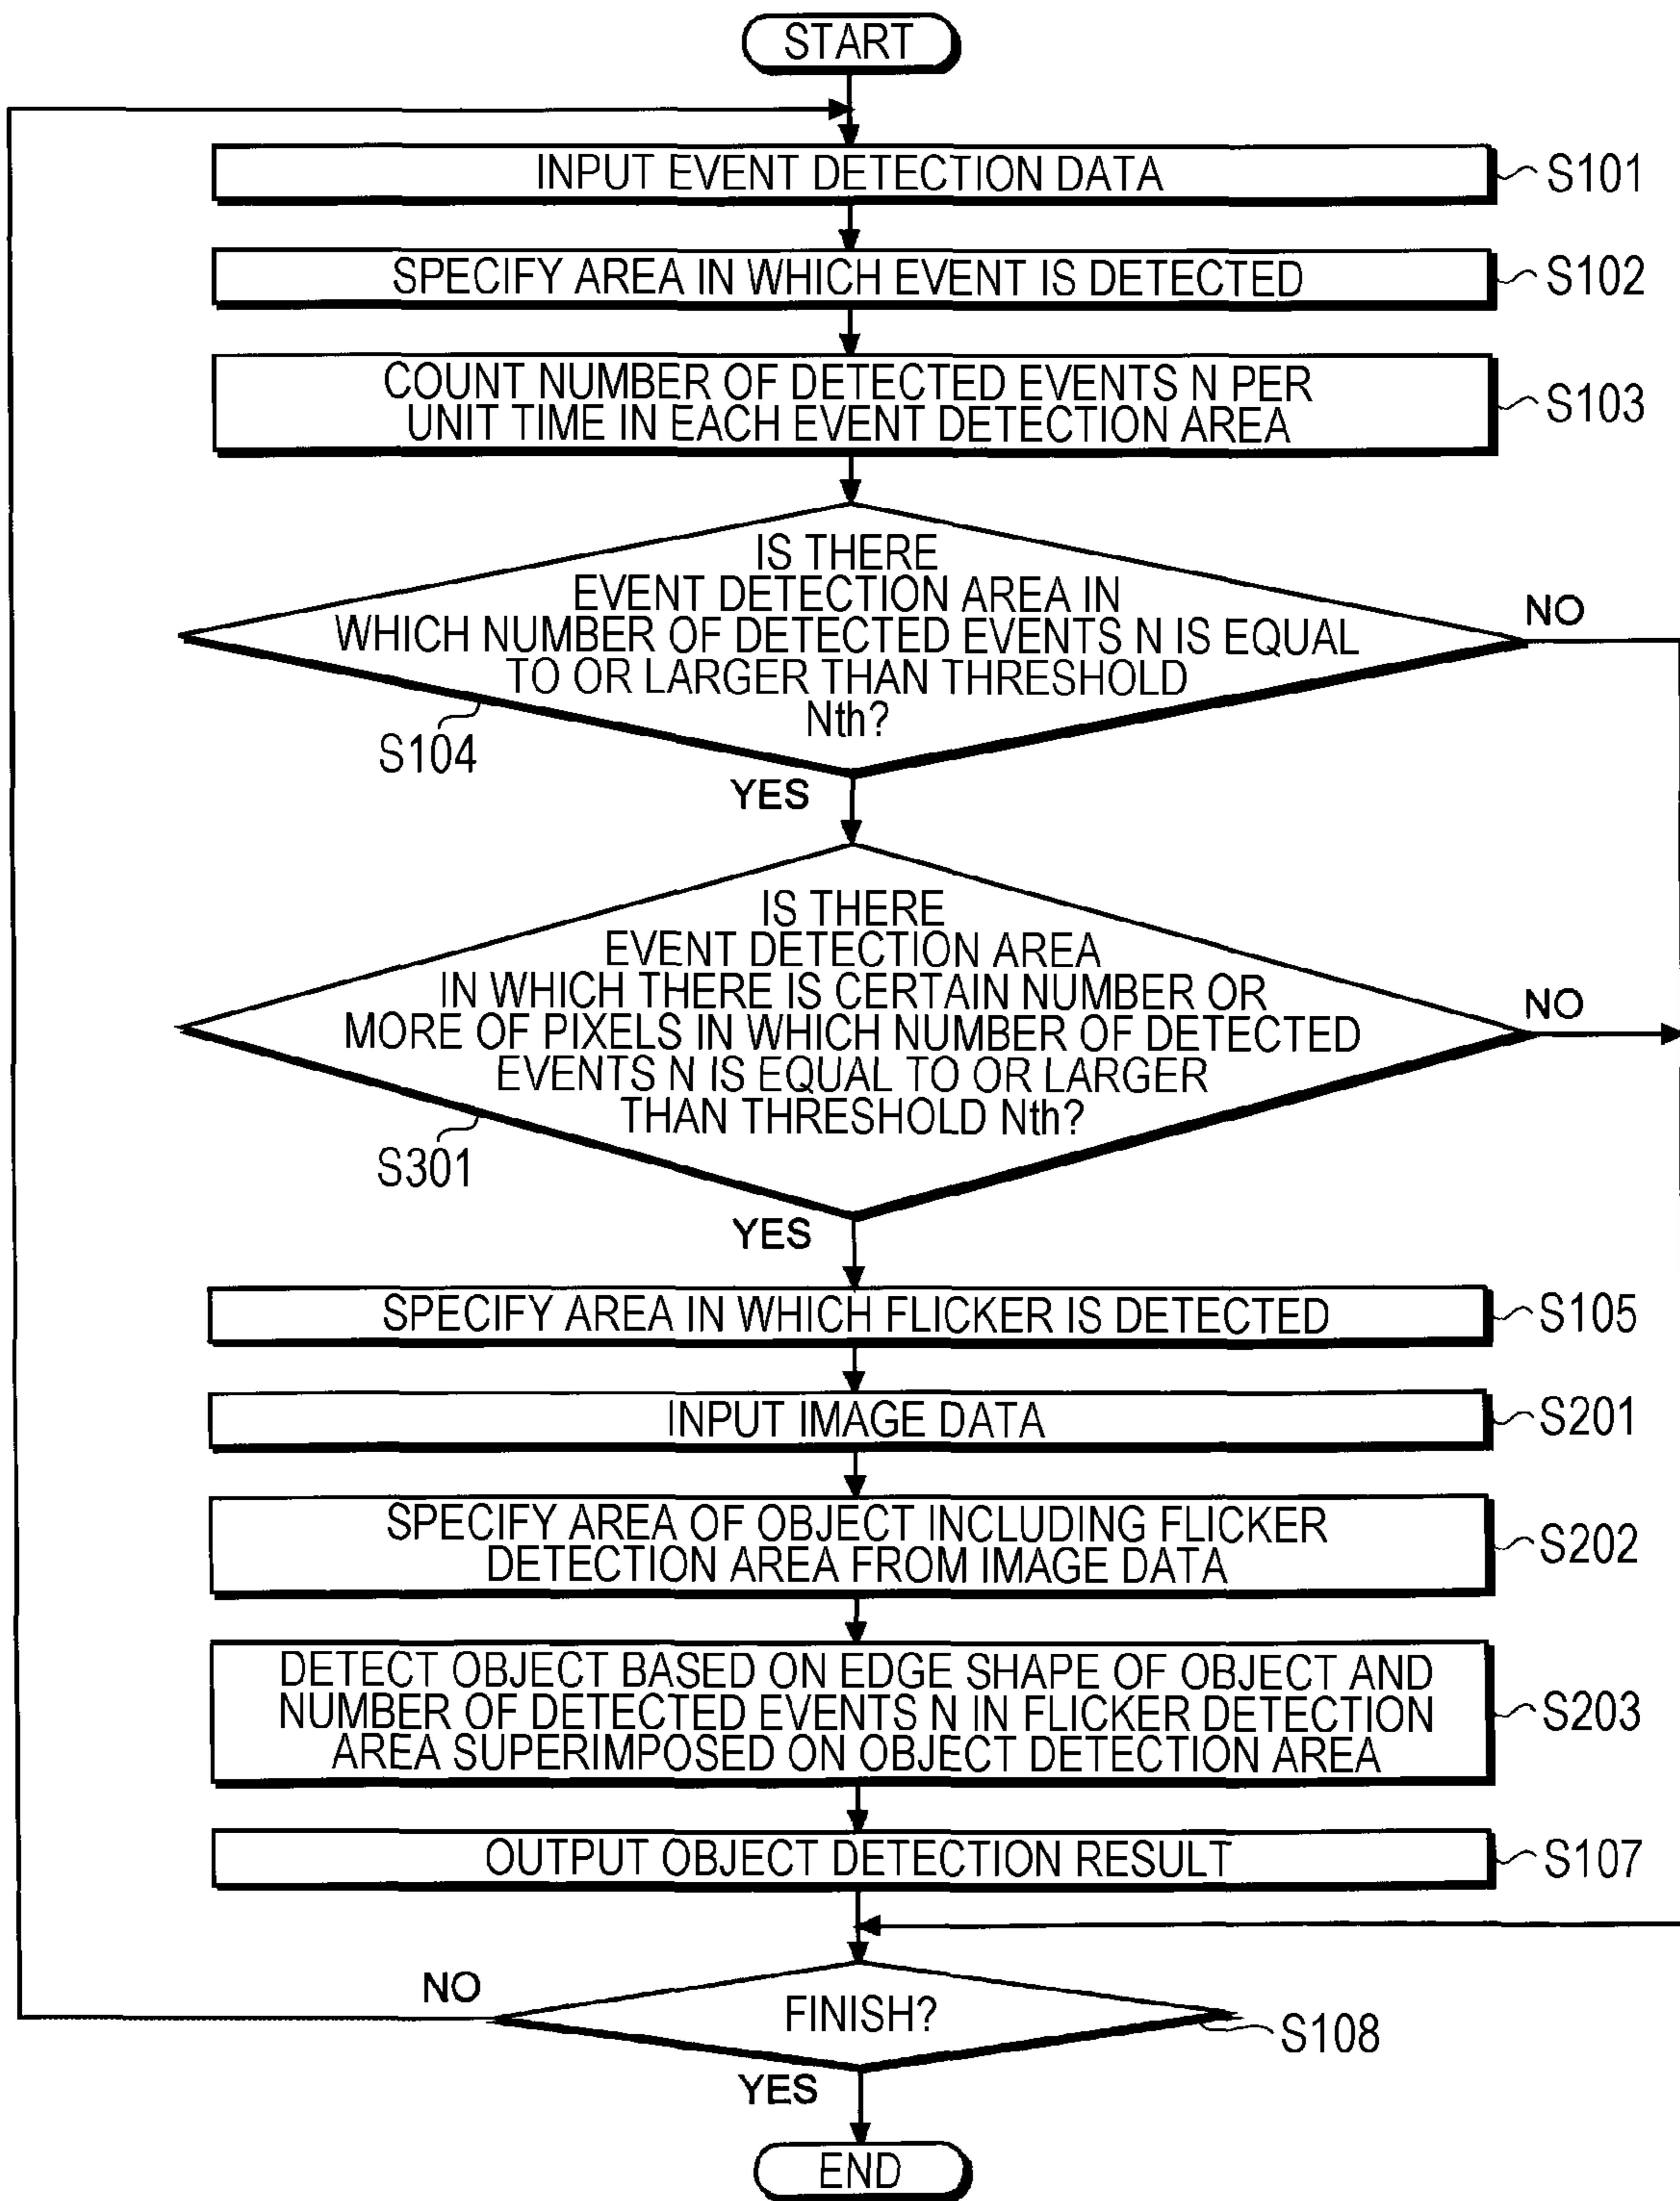 START
INPUT EVENT DETECTION DATA
S101
SPECIFY AREA IN WHICH EVENT IS DETECTED
S102
COUNT NUMBER OF DETECTED EVENTS N PER
UNIT TIME IN EACH EVENT DETECTION AREA
S103
IS THERE
EVENT DETECTION AREA IN
WHICH NUMBER OF DETECTED EVENTS N IS EQUAL
TO OR LARGER THAN THRESHOLD
Nth?
NO
S104
YES
IS THERE
EVENT DETECTION AREA
IN WHICH THERE IS CERTAIN NUMBER OR
MORE OF PIXELS IN WHICH NUMBER OF DETECTED
EVENTS N IS EQUAL TO OR LARGER
THAN THRESHOLD Nth?
NO
S301
YES
SPECIFY AREA IN WHICH FLICKER IS DETECTED
S105
INPUT IMAGE DATA
S201
SPECIFY AREA OF OBJECT INCLUDING FLICKER
DETECTION AREA FROM IMAGE DATA
S202
DETECT OBJECT BASED ON EDGE SHAPE OF OBJECT AND
NUMBER OF DETECTED EVENTS N IN FLICKER DETECTION
AREA SUPERIMPOSED ON OBJECT DETECTION AREA
S203
OUTPUT OBJECT DETECTION RESULT
S107
NO
FINISH?
S108
YES
END